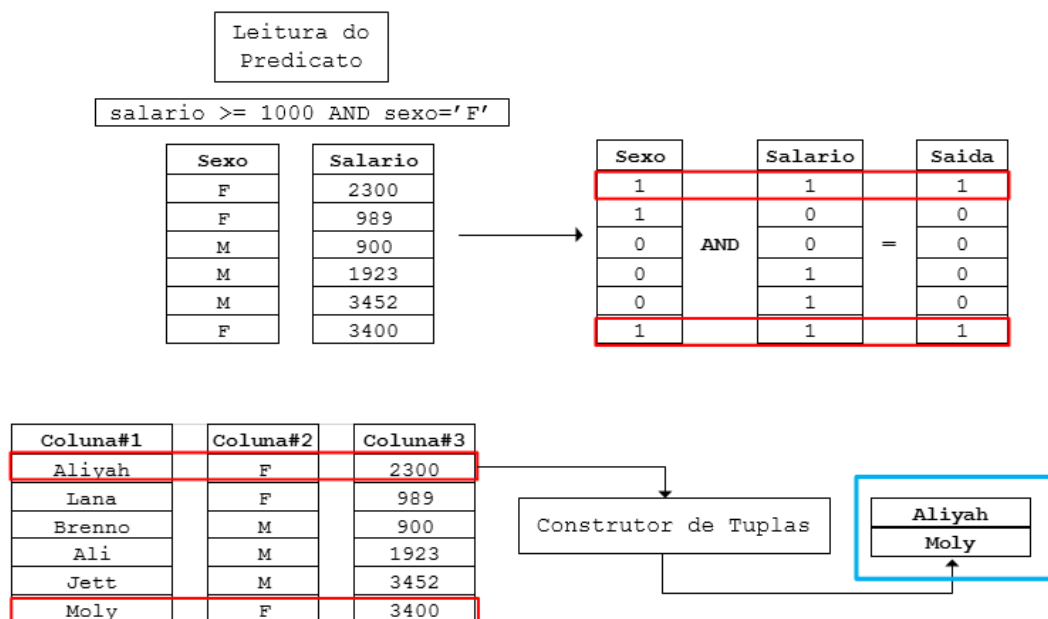 Leitura do
Predicato
salario >= 1000 AND sexo='F'
Sexo Salario
F 2300
F 989
M 900
M 1923
M 3452
F 3400
Sexo Salario Saida
1 1 1
1 0 0
0 AND 0 = 0
0 1 0
0 1 0
1 1 1
Coluna#1 Coluna#2 Coluna#3
Aliyah F 2300
Lana F 989
Brenno M 900
Ali M 1923
Jett M 3452
Moly F 3400
Construtor de Tuplas
Aliyah
Moly